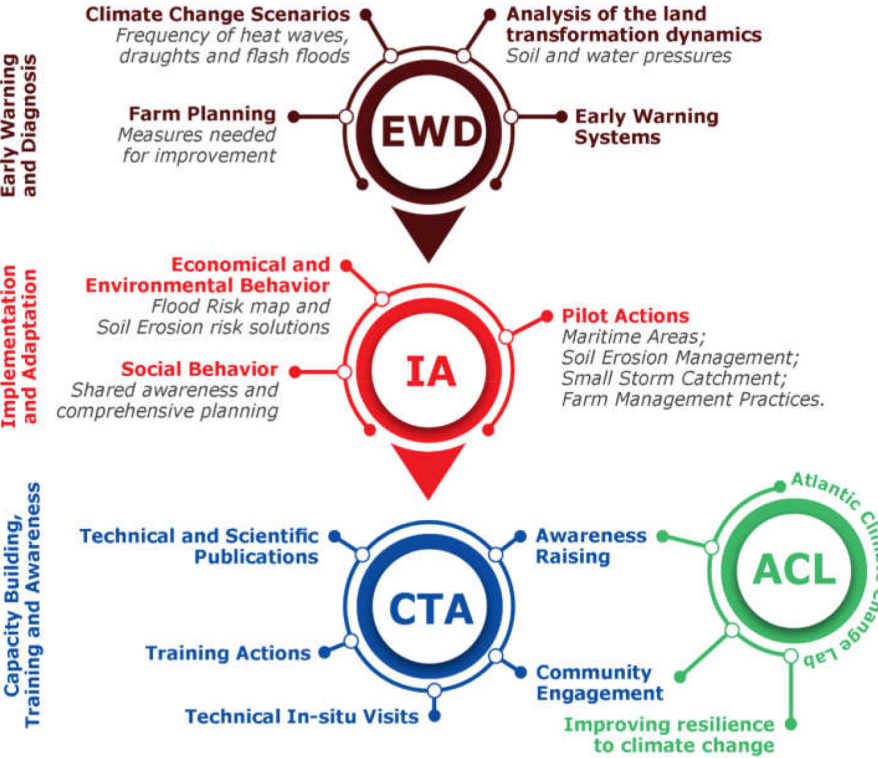 Early Warning
and Diagnosis
Climate Change Scenarios
Frequency of heat waves,
draughts and flash floods
Analysis of the land
transformation dynamics
Soil and water pressures
Farm Planning
Measures needed
for improvement
EWD
Early Warning
Systems
Implementation
and Adaptation
Economical and
Environmental Behavior
Flood Risk map and
Soil Erosion risk solutions
Social Behavior
Shared awareness and
comprehensive planning
IA
Pilot Actions
Maritime Areas;
Soil Erosion Management;
Small Storm Catchment;
Farm Management Practices.
Capacity Building,
Training and Awareness
Technical and Scientific
Publications
Training Actions
Technical In-situ Visits
CTA
Awareness
Raising
Community
Engagement
ACL
Atlantic Climate Change Lab
Improving resilience
to climate change